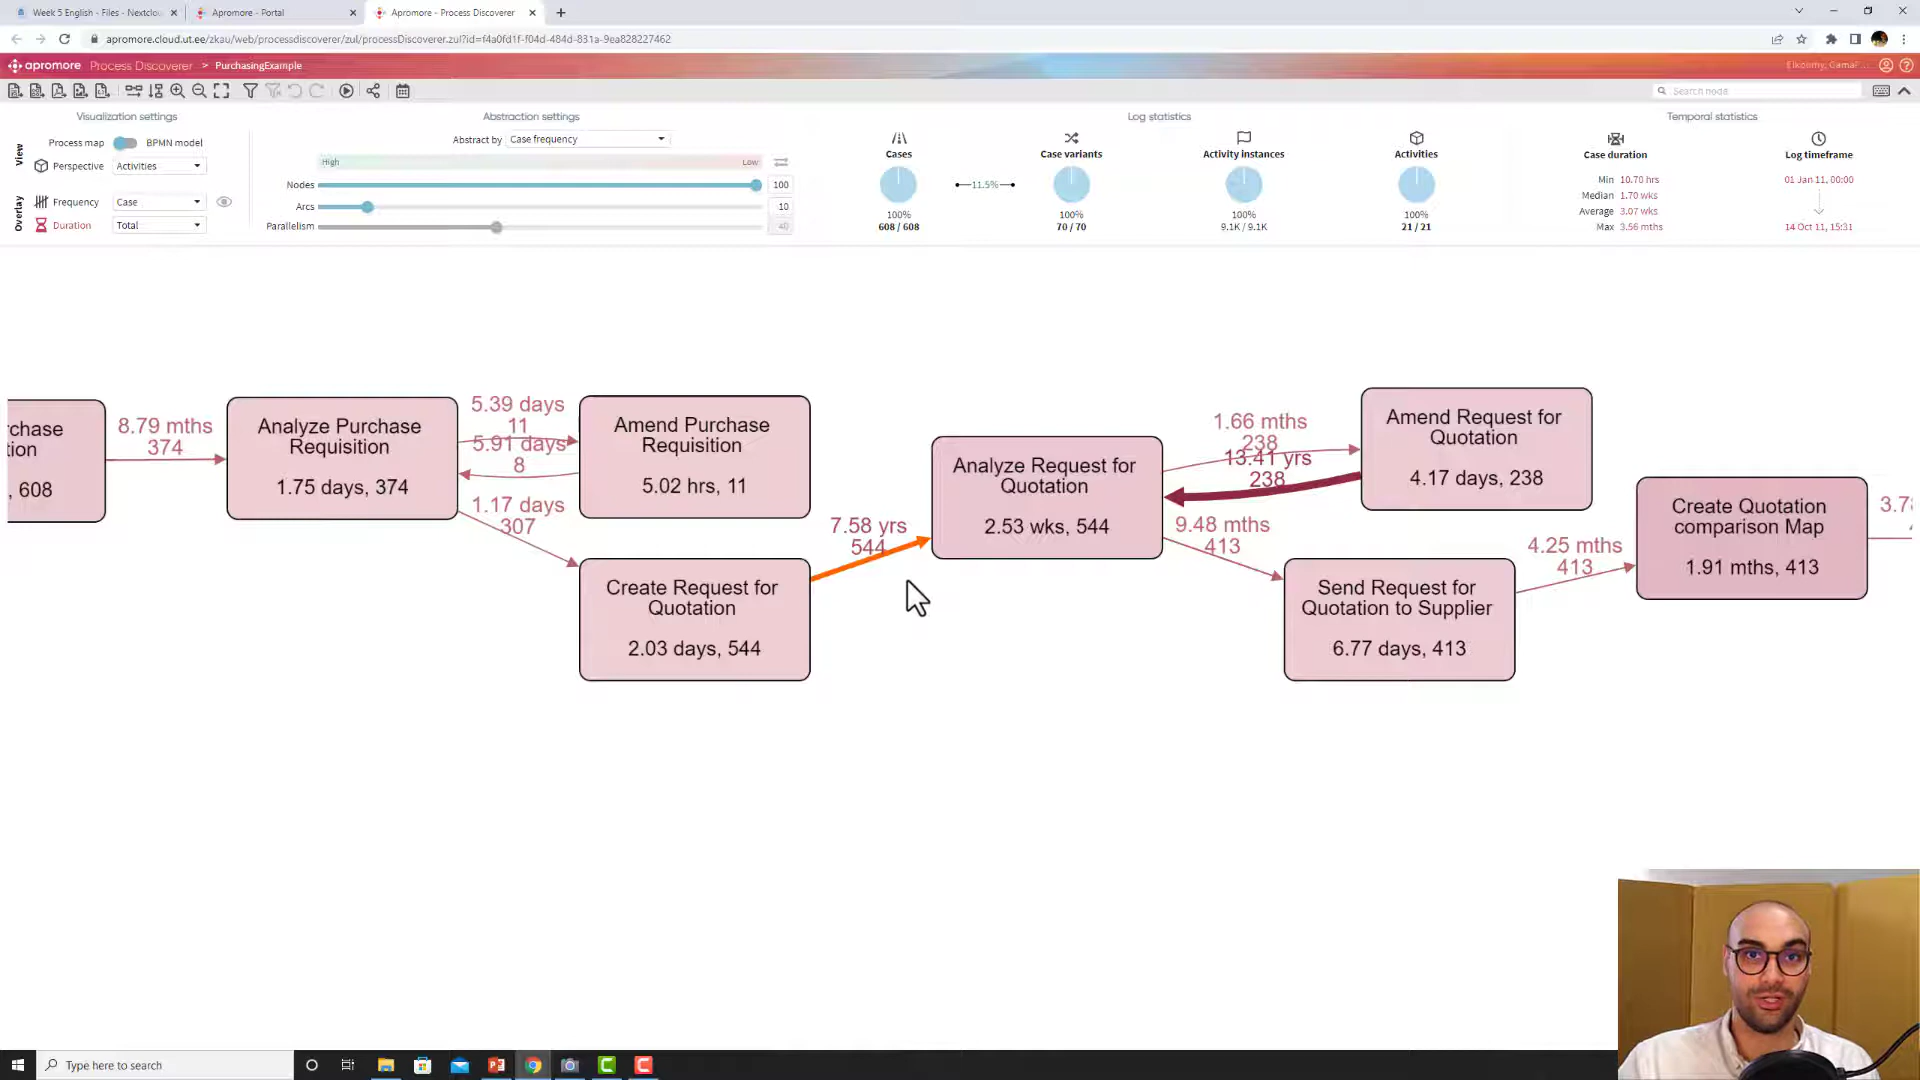 Week 5 English - Files - Nextclou
Apromore - Portal
Apromore - Process Discoverer
apromore.cloud.ut.ee/zkau/web/processdiscoverer/zul/processDiscoverer.zul?id=f4a0fd1f-f04d-484d-831a-9ea828227462
apromore Process Discoverer > PurchasingExample
Elkoumy, Gamal
Search node
Visualization settings
View
Process map
BPMN model
Perspective
Activities
Overlay
Frequency
Case
Duration
Total
Abstraction settings
Abstract by
Case frequency
High
Low
Nodes
100
Arcs
10
Parallelism
40
Log statistics
Cases
100%
608 / 608
11.5%
Case variants
100%
70 / 70
Activity instances
100%
9.1K / 9.1K
Activities
100%
21 / 21
Temporal statistics
Case duration
Min 10.70 hrs
Median 1.70 wks
Average 3.07 wks
Max 3.56 mths
Log timeframe
01 Jan 11, 00:00
14 Oct 11, 15:31
rchase
tion
, 608
8.79 mths
374
Analyze Purchase
Requisition
1.75 days, 374
5.39 days
11
5.91 days
8
1.17 days
307
Amend Purchase
Requisition
5.02 hrs, 11
Create Request for
Quotation
2.03 days, 544
7.58 yrs
544
Analyze Request for
Quotation
2.53 wks, 544
1.66 mths
238
13.41 yrs
238
9.48 mths
413
Amend Request for
Quotation
4.17 days, 238
Send Request for
Quotation to Supplier
6.77 days, 413
4.25 mths
413
Create Quotation
comparison Map
1.91 mths, 413
3.78
Type here to search